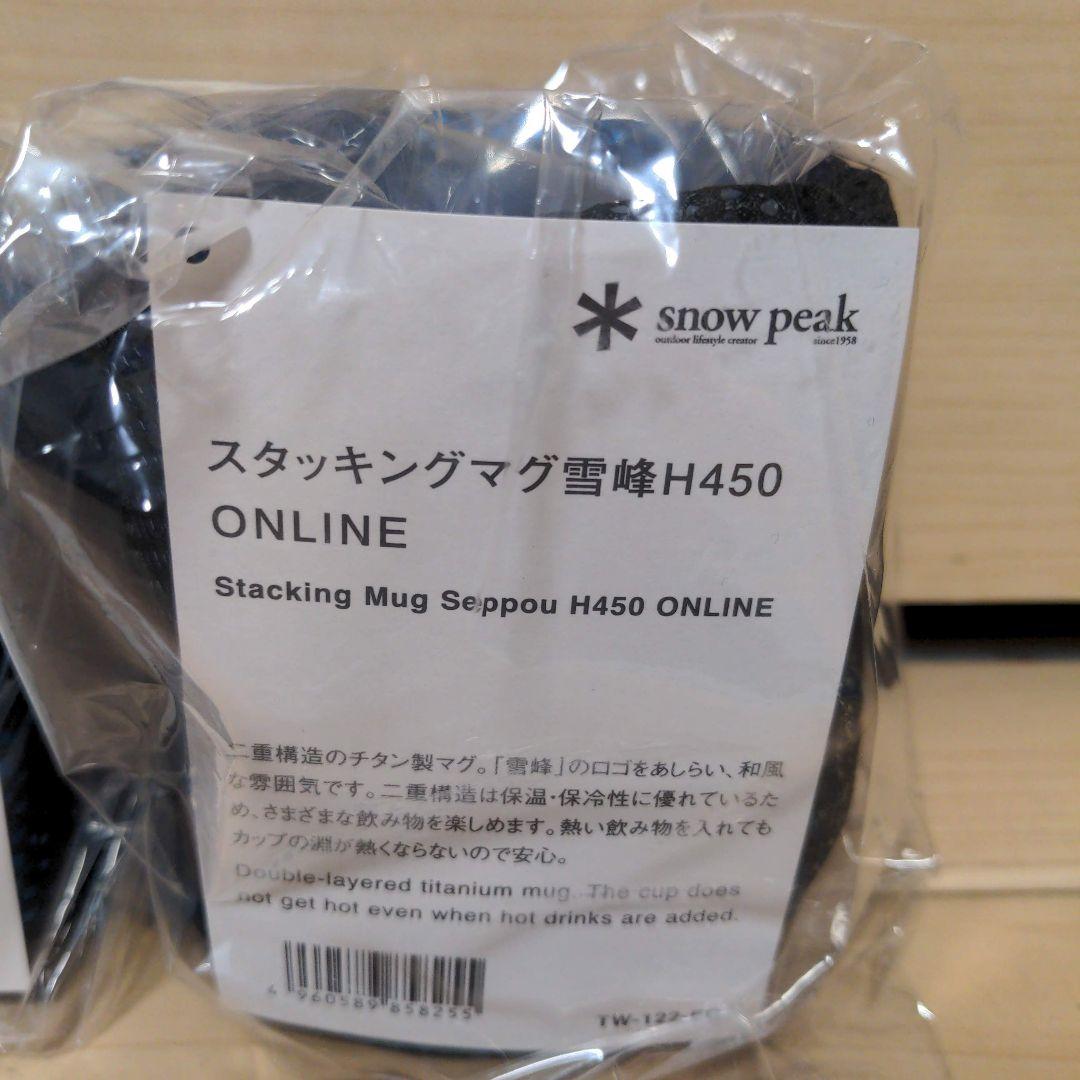 snow peak
outdoor lifestyle creator since1958
スタッキングマグ雪峰H450
ONLINE
Stacking Mug Seppou H450 ONLINE
二重構造のチタン製マグ。「雪峰」のロゴをあしらい、和風
な雰囲気です。二重構造は保温・保冷性に優れているた
め、さまざまな飲み物を楽しめます。熱い飲み物を入れても
カップの淵が熱くならないので安心。
Double-layered titanium mug. The cup does
not get hot even when hot drinks are added.
4 960589 858255
TW-122-